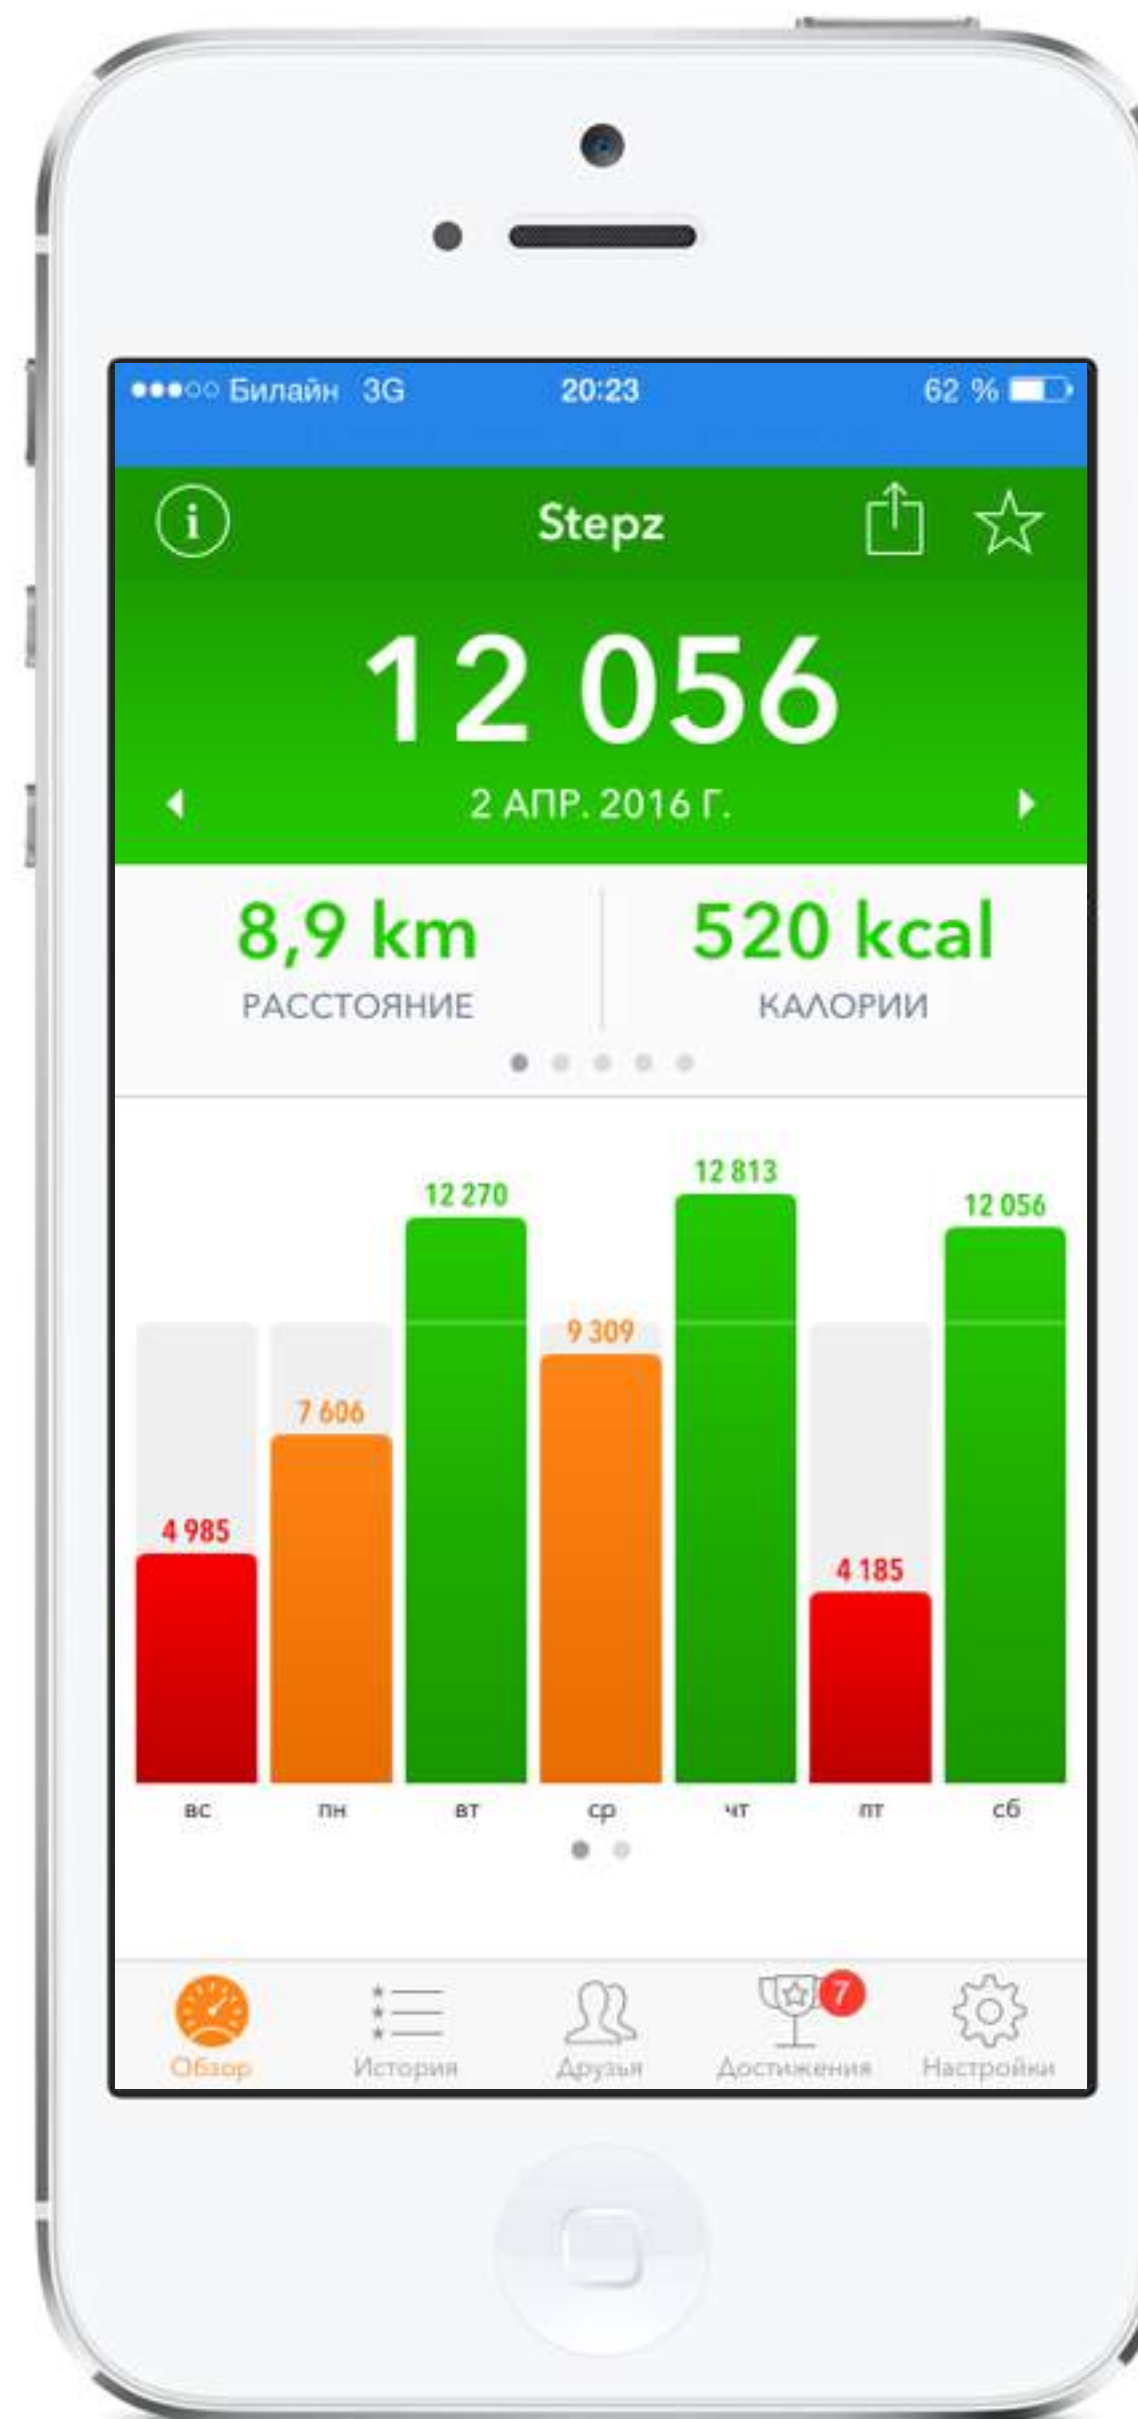 Билайн 3G 20:23 62 %
i Stepz
12 056
2 АПР. 2016 Г.
8,9 km 520 kcal
РАССТОЯНИЕ КАЛОРИИ
12 813
12 270
12 056
9 309
7 606
4 985
4 185
вс пн вт ср чт пт сб
7
Обзор История Друзья Достижения Настройки